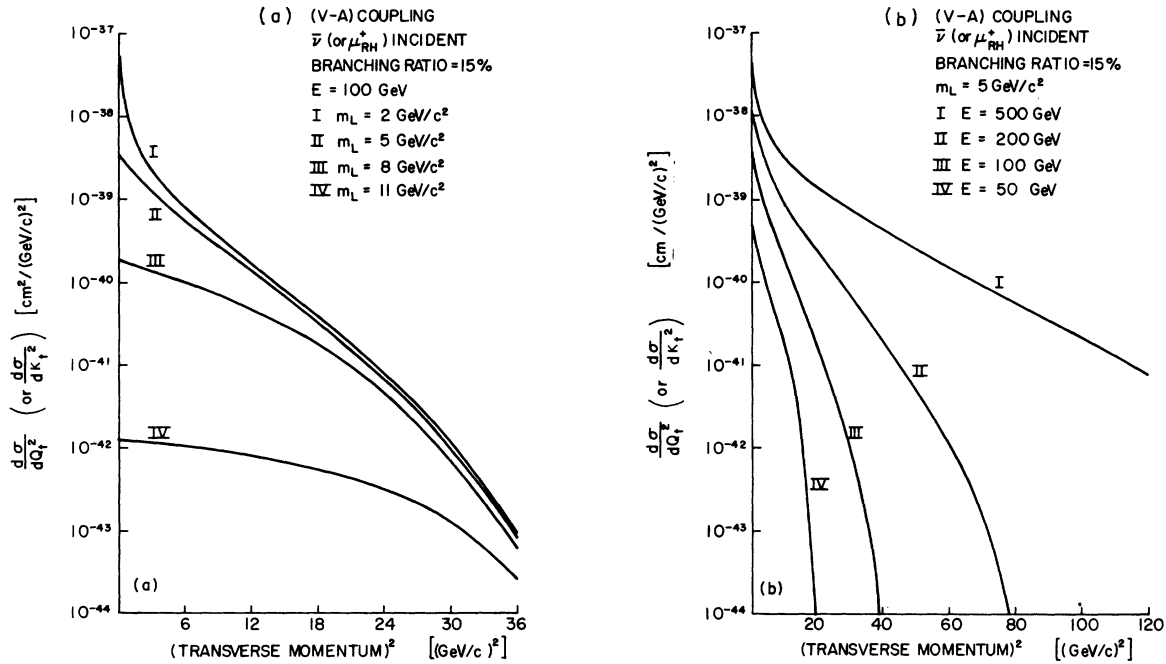 (a) (V-A) COUPLING
ν̅ (or μ⁺RH) INCIDENT
BRANCHING RATIO = 15%
E = 100 GeV
I mL = 2 GeV/c²
II mL = 5 GeV/c²
III mL = 8 GeV/c²
IV mL = 11 GeV/c²
10⁻³⁷
10⁻³⁸
10⁻³⁹
10⁻⁴⁰
10⁻⁴¹
10⁻⁴²
10⁻⁴³
10⁻⁴⁴
dσ/dQt² (or dσ/dKt²) [cm²/(GeV/c)²]
I
II
III
IV
(a)
6 12 18 24 30 36
(TRANSVERSE MOMENTUM)² [(GeV/c)²]
(b) (V-A) COUPLING
ν̅ (or μ⁺RH) INCIDENT
BRANCHING RATIO = 15%
mL = 5 GeV/c²
I E = 500 GeV
II E = 200 GeV
III E = 100 GeV
IV E = 50 GeV
10⁻³⁷
10⁻³⁸
10⁻³⁹
10⁻⁴⁰
10⁻⁴¹
10⁻⁴²
10⁻⁴³
10⁻⁴⁴
dσ/dQt² (or dσ/dKt²) [cm/(GeV/c)²]
I
II
III
IV
(b)
20 40 60 80 100 120
(TRANSVERSE MOMENTUM)² [(GeV/c)²]